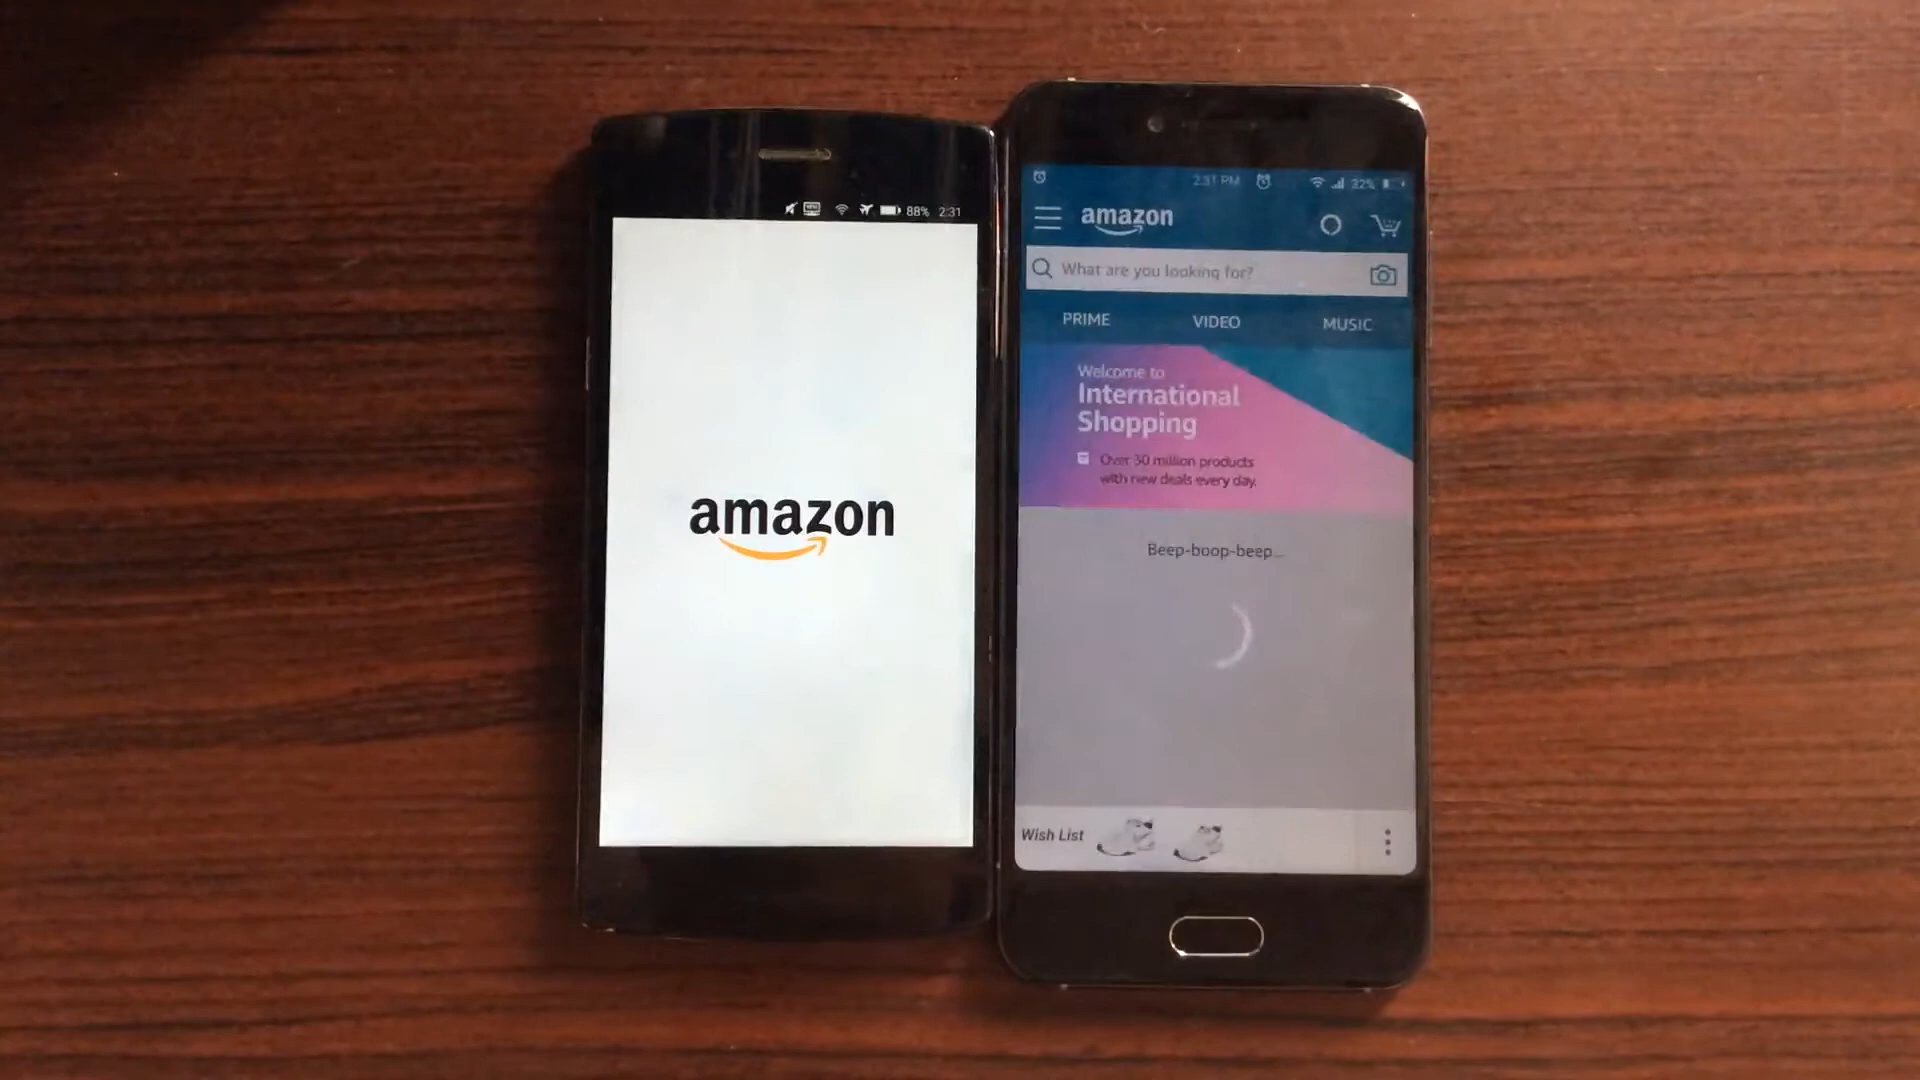 88% 2:31
amazon
2:31 PM 32%
amazon
What are you looking for?
PRIME VIDEO MUSIC
Welcome to
International
Shopping
Over 30 million products
with new deals every day.
Beep-boop-beep...
Wish List